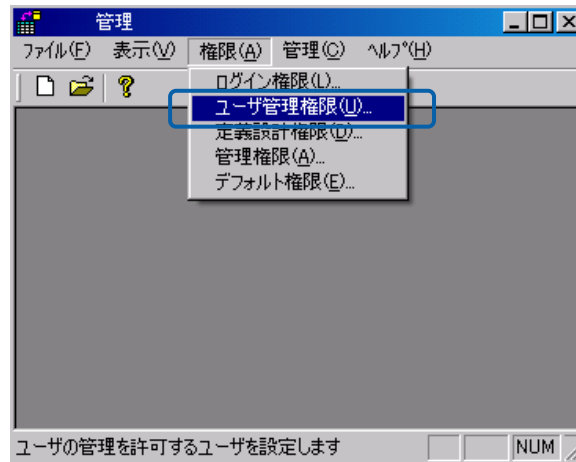 管理
ﾌｧｲﾙ(F) 表示(V) 権限(A) 管理(C) ﾍﾙﾌﾟ(H)
ログイン権限(L)...
ユーザ管理権限(U)...
定義設計権限(D)...
管理権限(A)...
デフォルト権限(E)...
ユーザの管理を許可するユーザを設定します
NUM